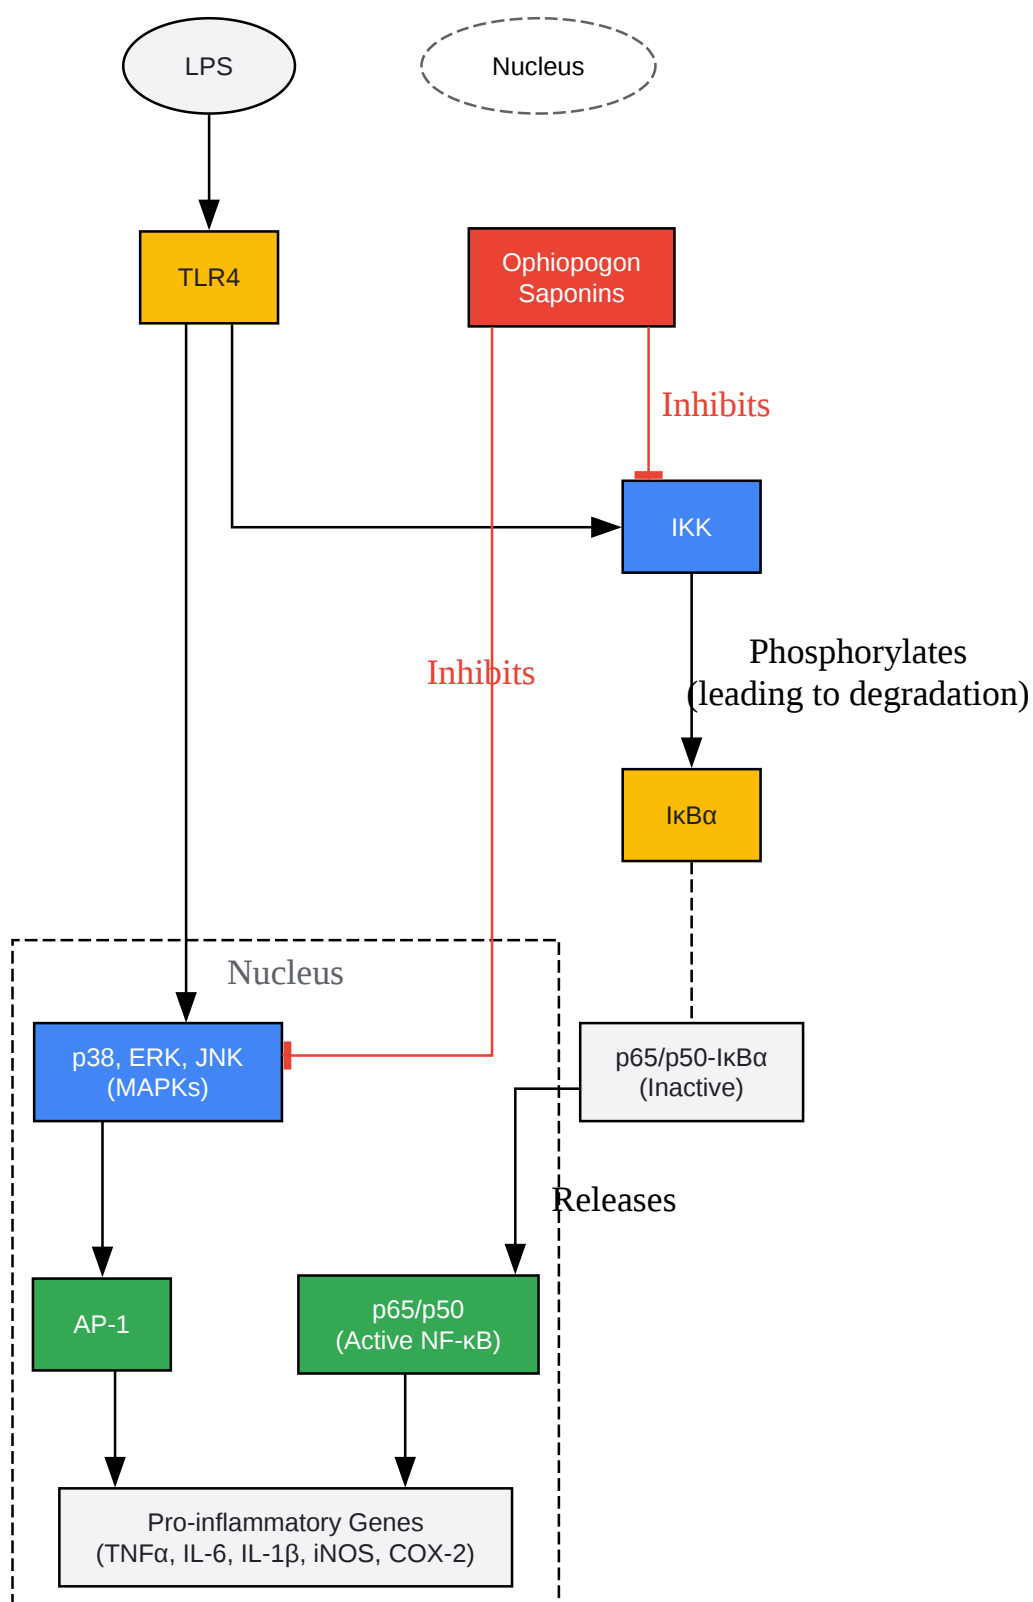 LPS
Nucleus
TLR4
Ophiopogon
Saponins
Inhibits
IKK
Inhibits
Phosphorylates
(leading to degradation)
IκBα
Nucleus
p38, ERK, JNK
(MAPKs)
p65/p50-IκBα
(Inactive)
Releases
AP-1
p65/p50
(Active NF-κB)
Pro-inflammatory Genes
(TNFα, IL-6, IL-1β, iNOS, COX-2)